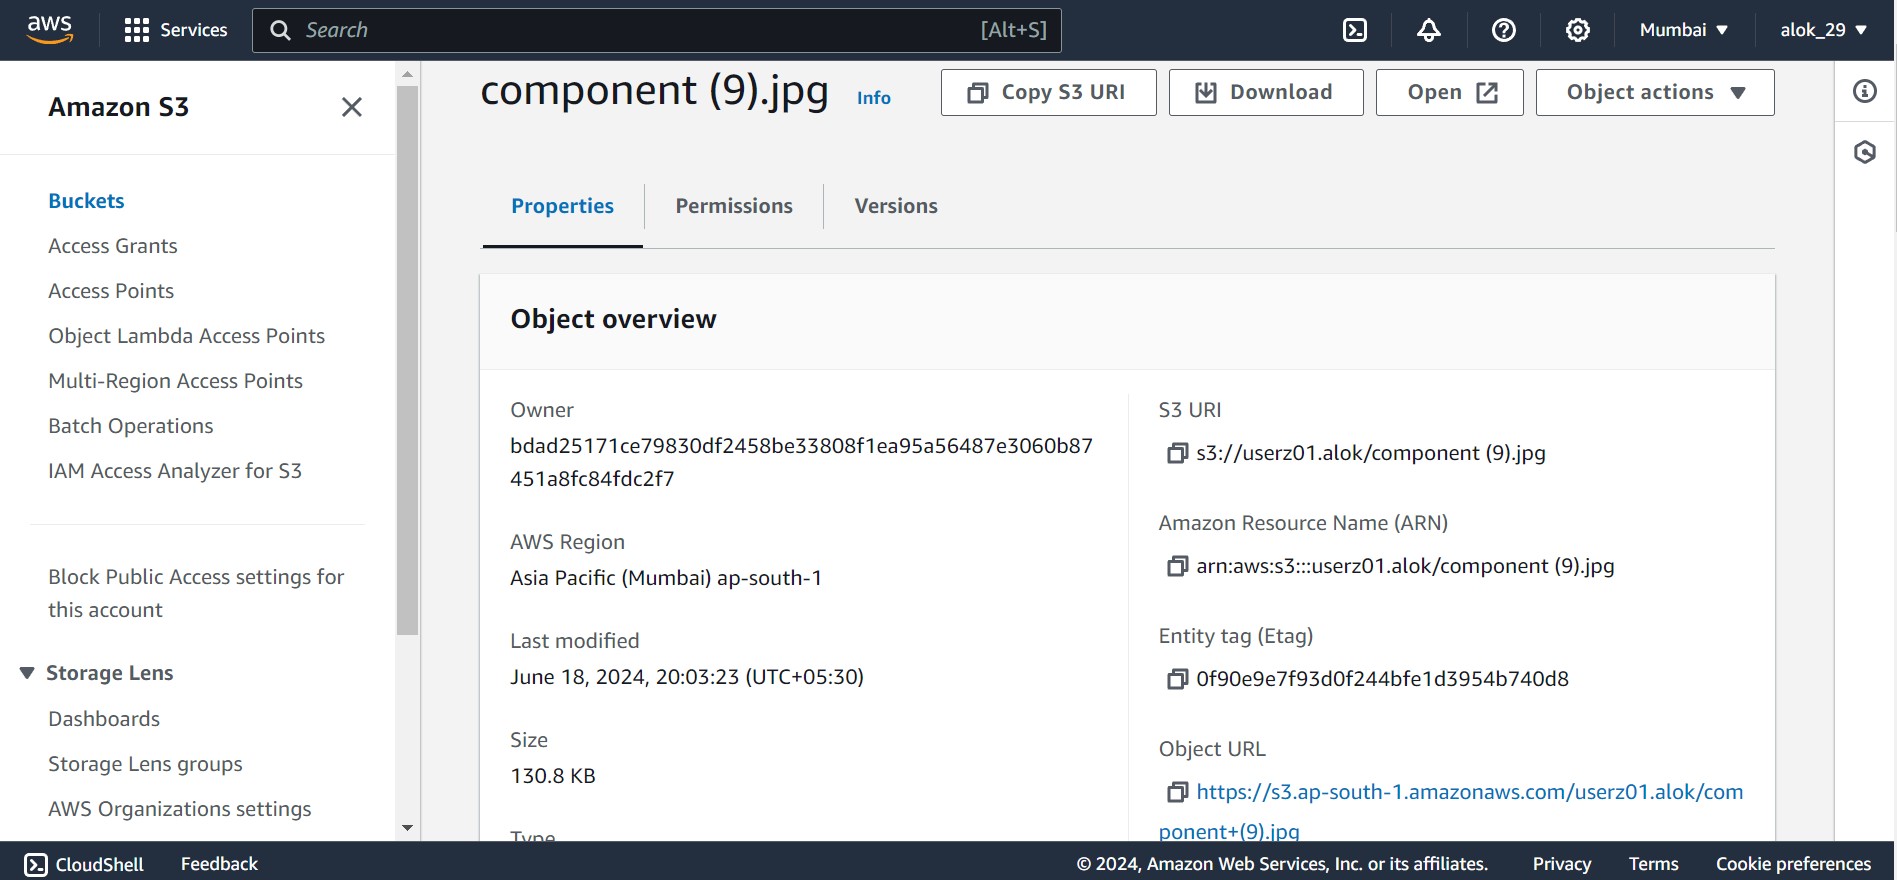 aws
Services
Search
[Alt+S]
Mumbai
alok_29
Amazon S3
Buckets
Access Grants
Access Points
Object Lambda Access Points
Multi-Region Access Points
Batch Operations
IAM Access Analyzer for S3
Block Public Access settings for
this account
Storage Lens
Dashboards
Storage Lens groups
AWS Organizations settings
component (9).jpg
Info
Copy S3 URI
Download
Open
Object actions
Properties
Permissions
Versions
Object overview
Owner
bdad25171ce79830df2458be33808f1ea95a56487e3060b87
451a8fc84fdc2f7
AWS Region
Asia Pacific (Mumbai) ap-south-1
Last modified
June 18, 2024, 20:03:23 (UTC+05:30)
Size
130.8 KB
Type
S3 URI
s3://userz01.alok/component (9).jpg
Amazon Resource Name (ARN)
arn:aws:s3:::userz01.alok/component (9).jpg
Entity tag (Etag)
0f90e9e7f93d0f244bfe1d3954b740d8
Object URL
https://s3.ap-south-1.amazonaws.com/userz01.alok/com
ponent+(9).jpg
CloudShell
Feedback
© 2024, Amazon Web Services, Inc. or its affiliates.
Privacy
Terms
Cookie preferences